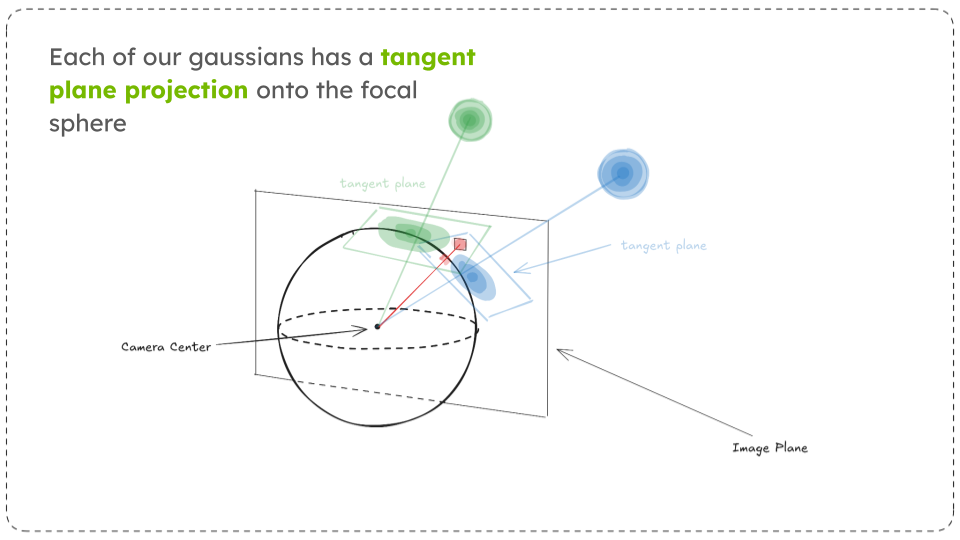 Each of our gaussians has a tangent
plane projection onto the focal
sphere
tangent plane
tangent plane
Camera Center
Image Plane